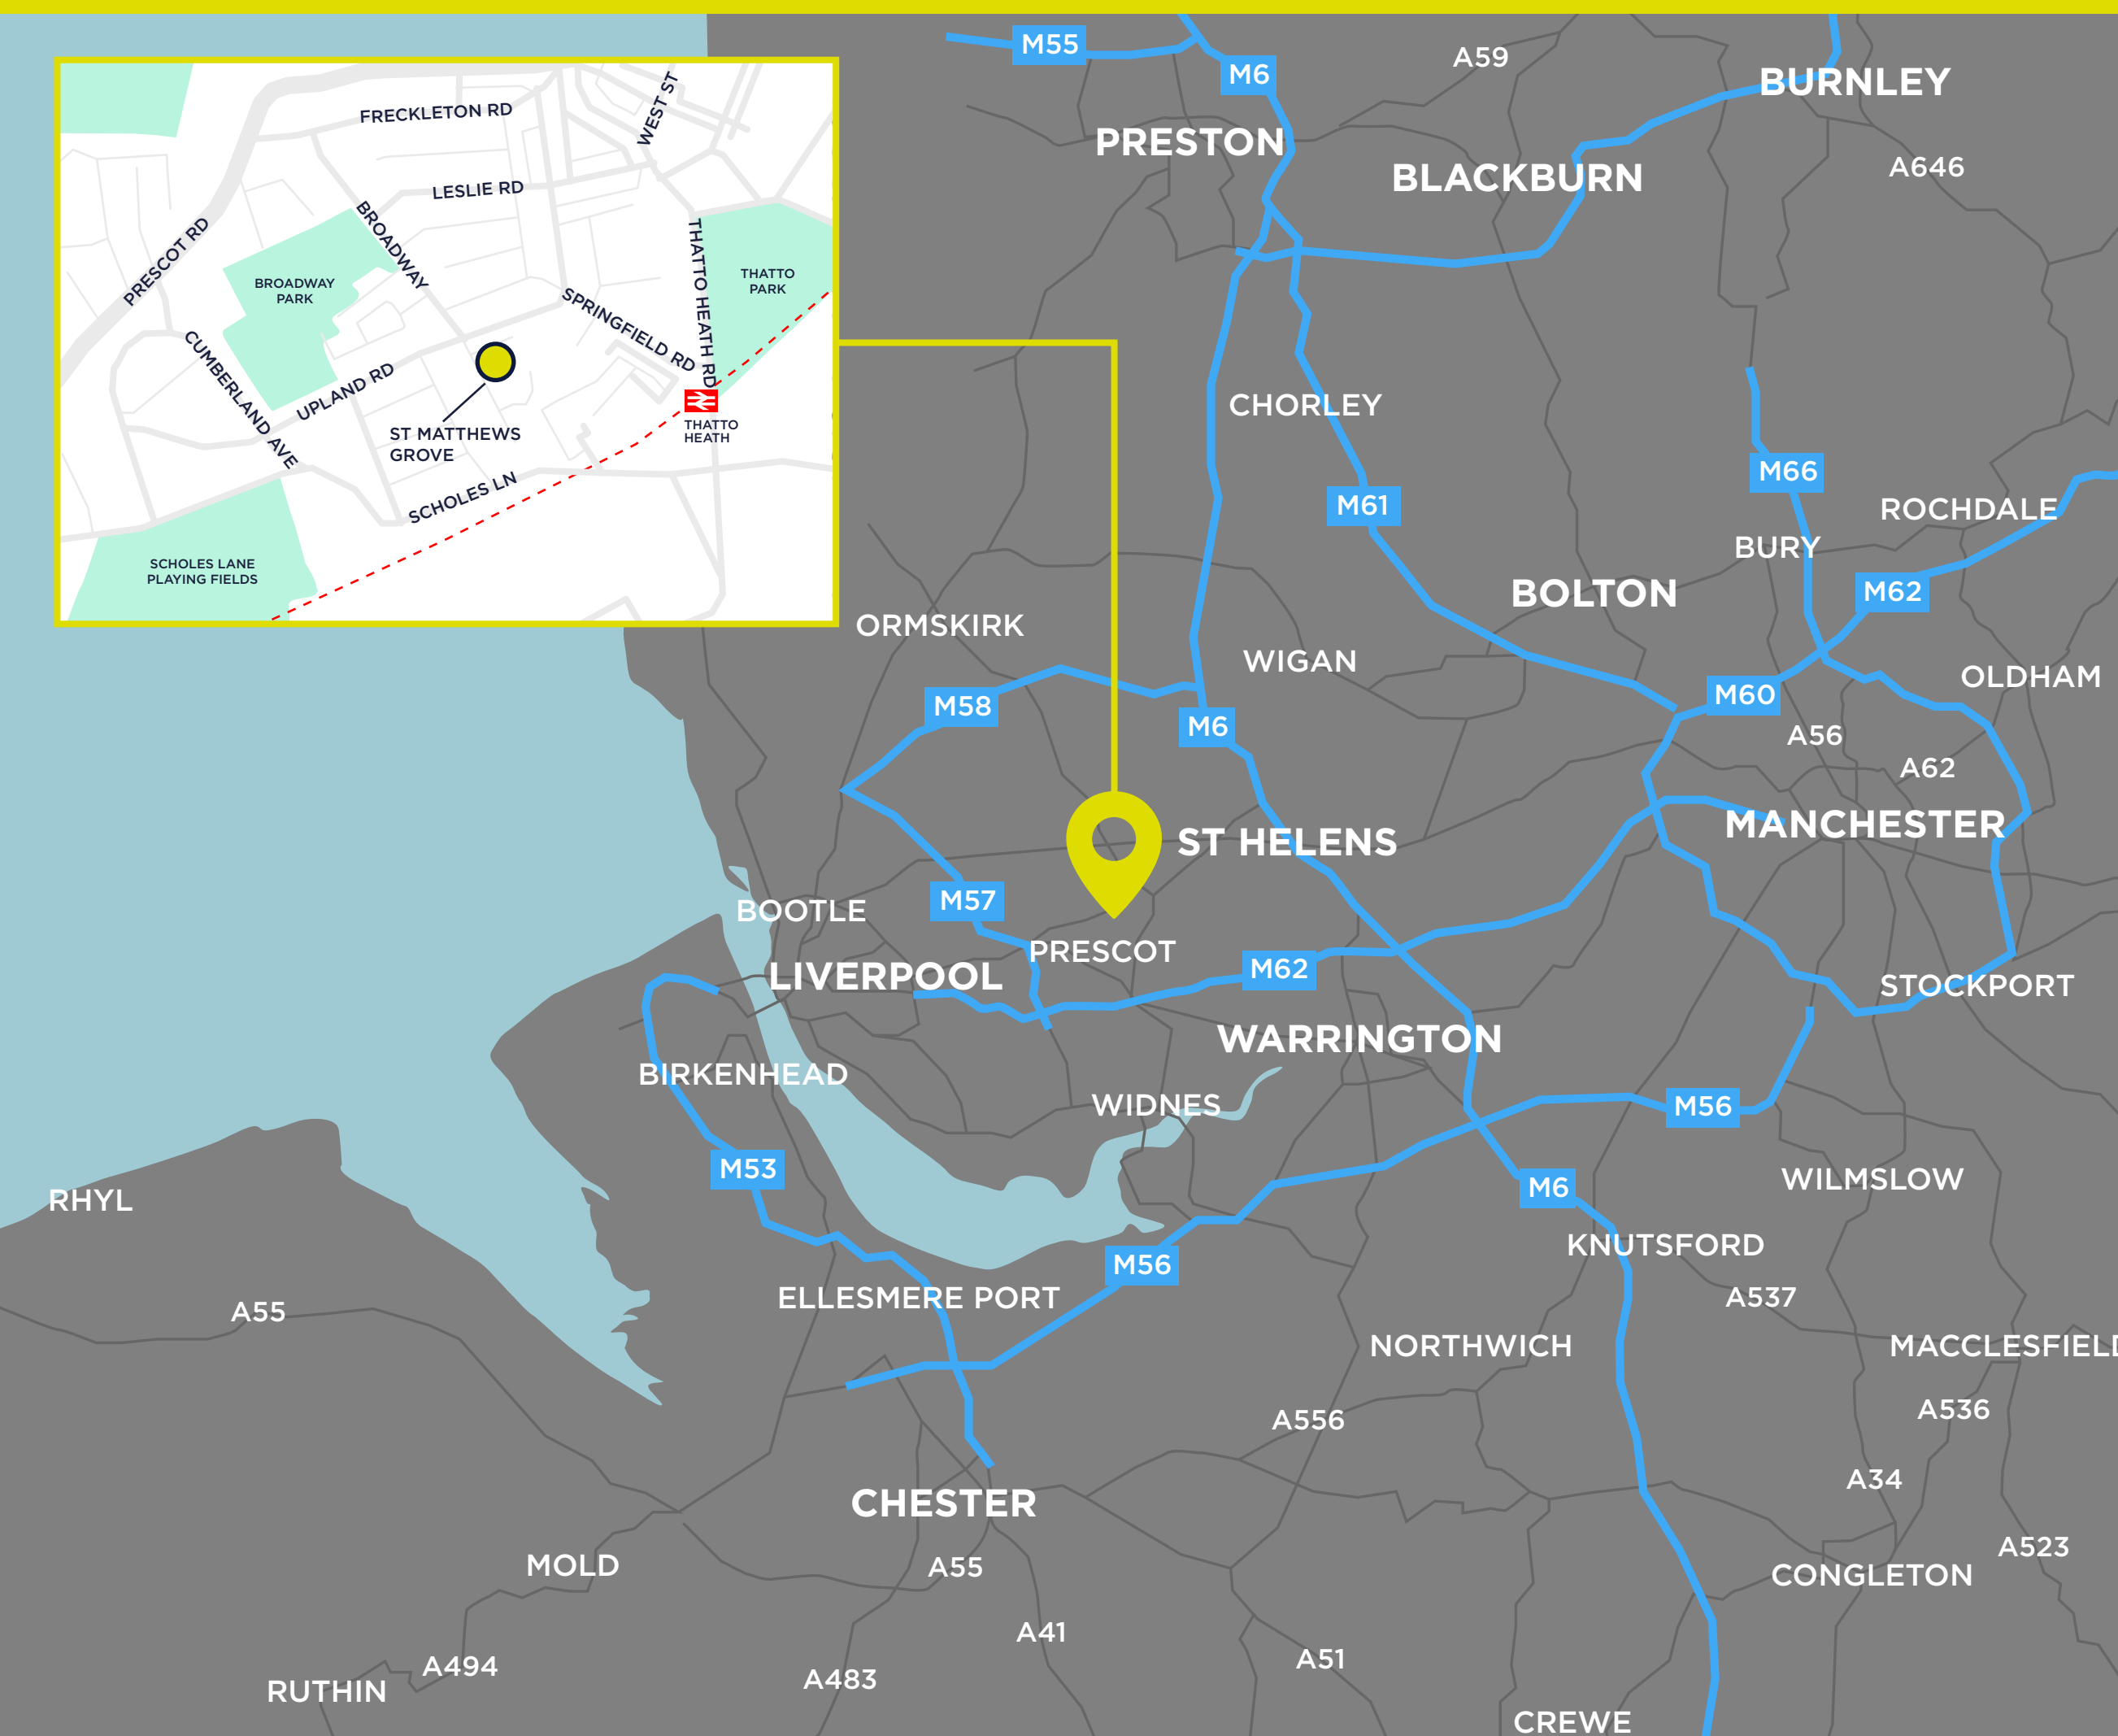 M55
M6
A59
BURNLEY
PRESTON
BLACKBURN
A646
FRECKLETON RD
WEST ST
LESLIE RD
BROADWAY
PRESCOT RD
BROADWAY
PARK
THATTO
PARK
THATTO HEATH RD
SPRINGFIELD RD
CUMBERLAND AVE
UPLAND RD
ST MATTHEWS
GROVE
THATTO
HEATH
SCHOLES LN
SCHOLES LANE
PLAYING FIELDS
CHORLEY
M66
M61
ROCHDALE
BURY
BOLTON
M62
ORMSKIRK
WIGAN
OLDHAM
M58
M60
M6
A56
A62
MANCHESTER
ST HELENS
M57
BOOTLE
PRESCOT
LIVERPOOL
M62
STOCKPORT
WARRINGTON
BIRKENHEAD
WIDNES
M56
M53
RHYL
M6
WILMSLOW
KNUTSFORD
M56
ELLESMERE PORT
A537
A55
NORTHWICH
MACCLESFIELD
A556
A536
A34
CHESTER
A523
MOLD
A55
CONGLETON
A41
A51
A494
A483
RUTHIN
CREWE